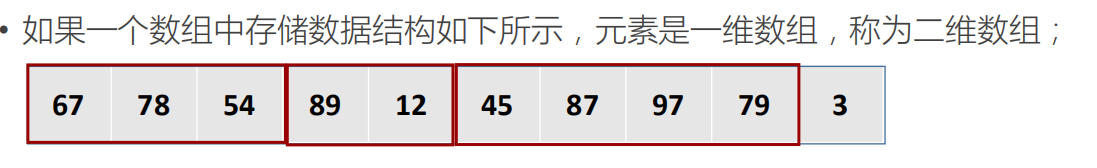 • 如果一个数组中存储数据结构如下所示，元素是一维数组，称为二维数组；
67 78 54 89 12 45 87 97 79 3